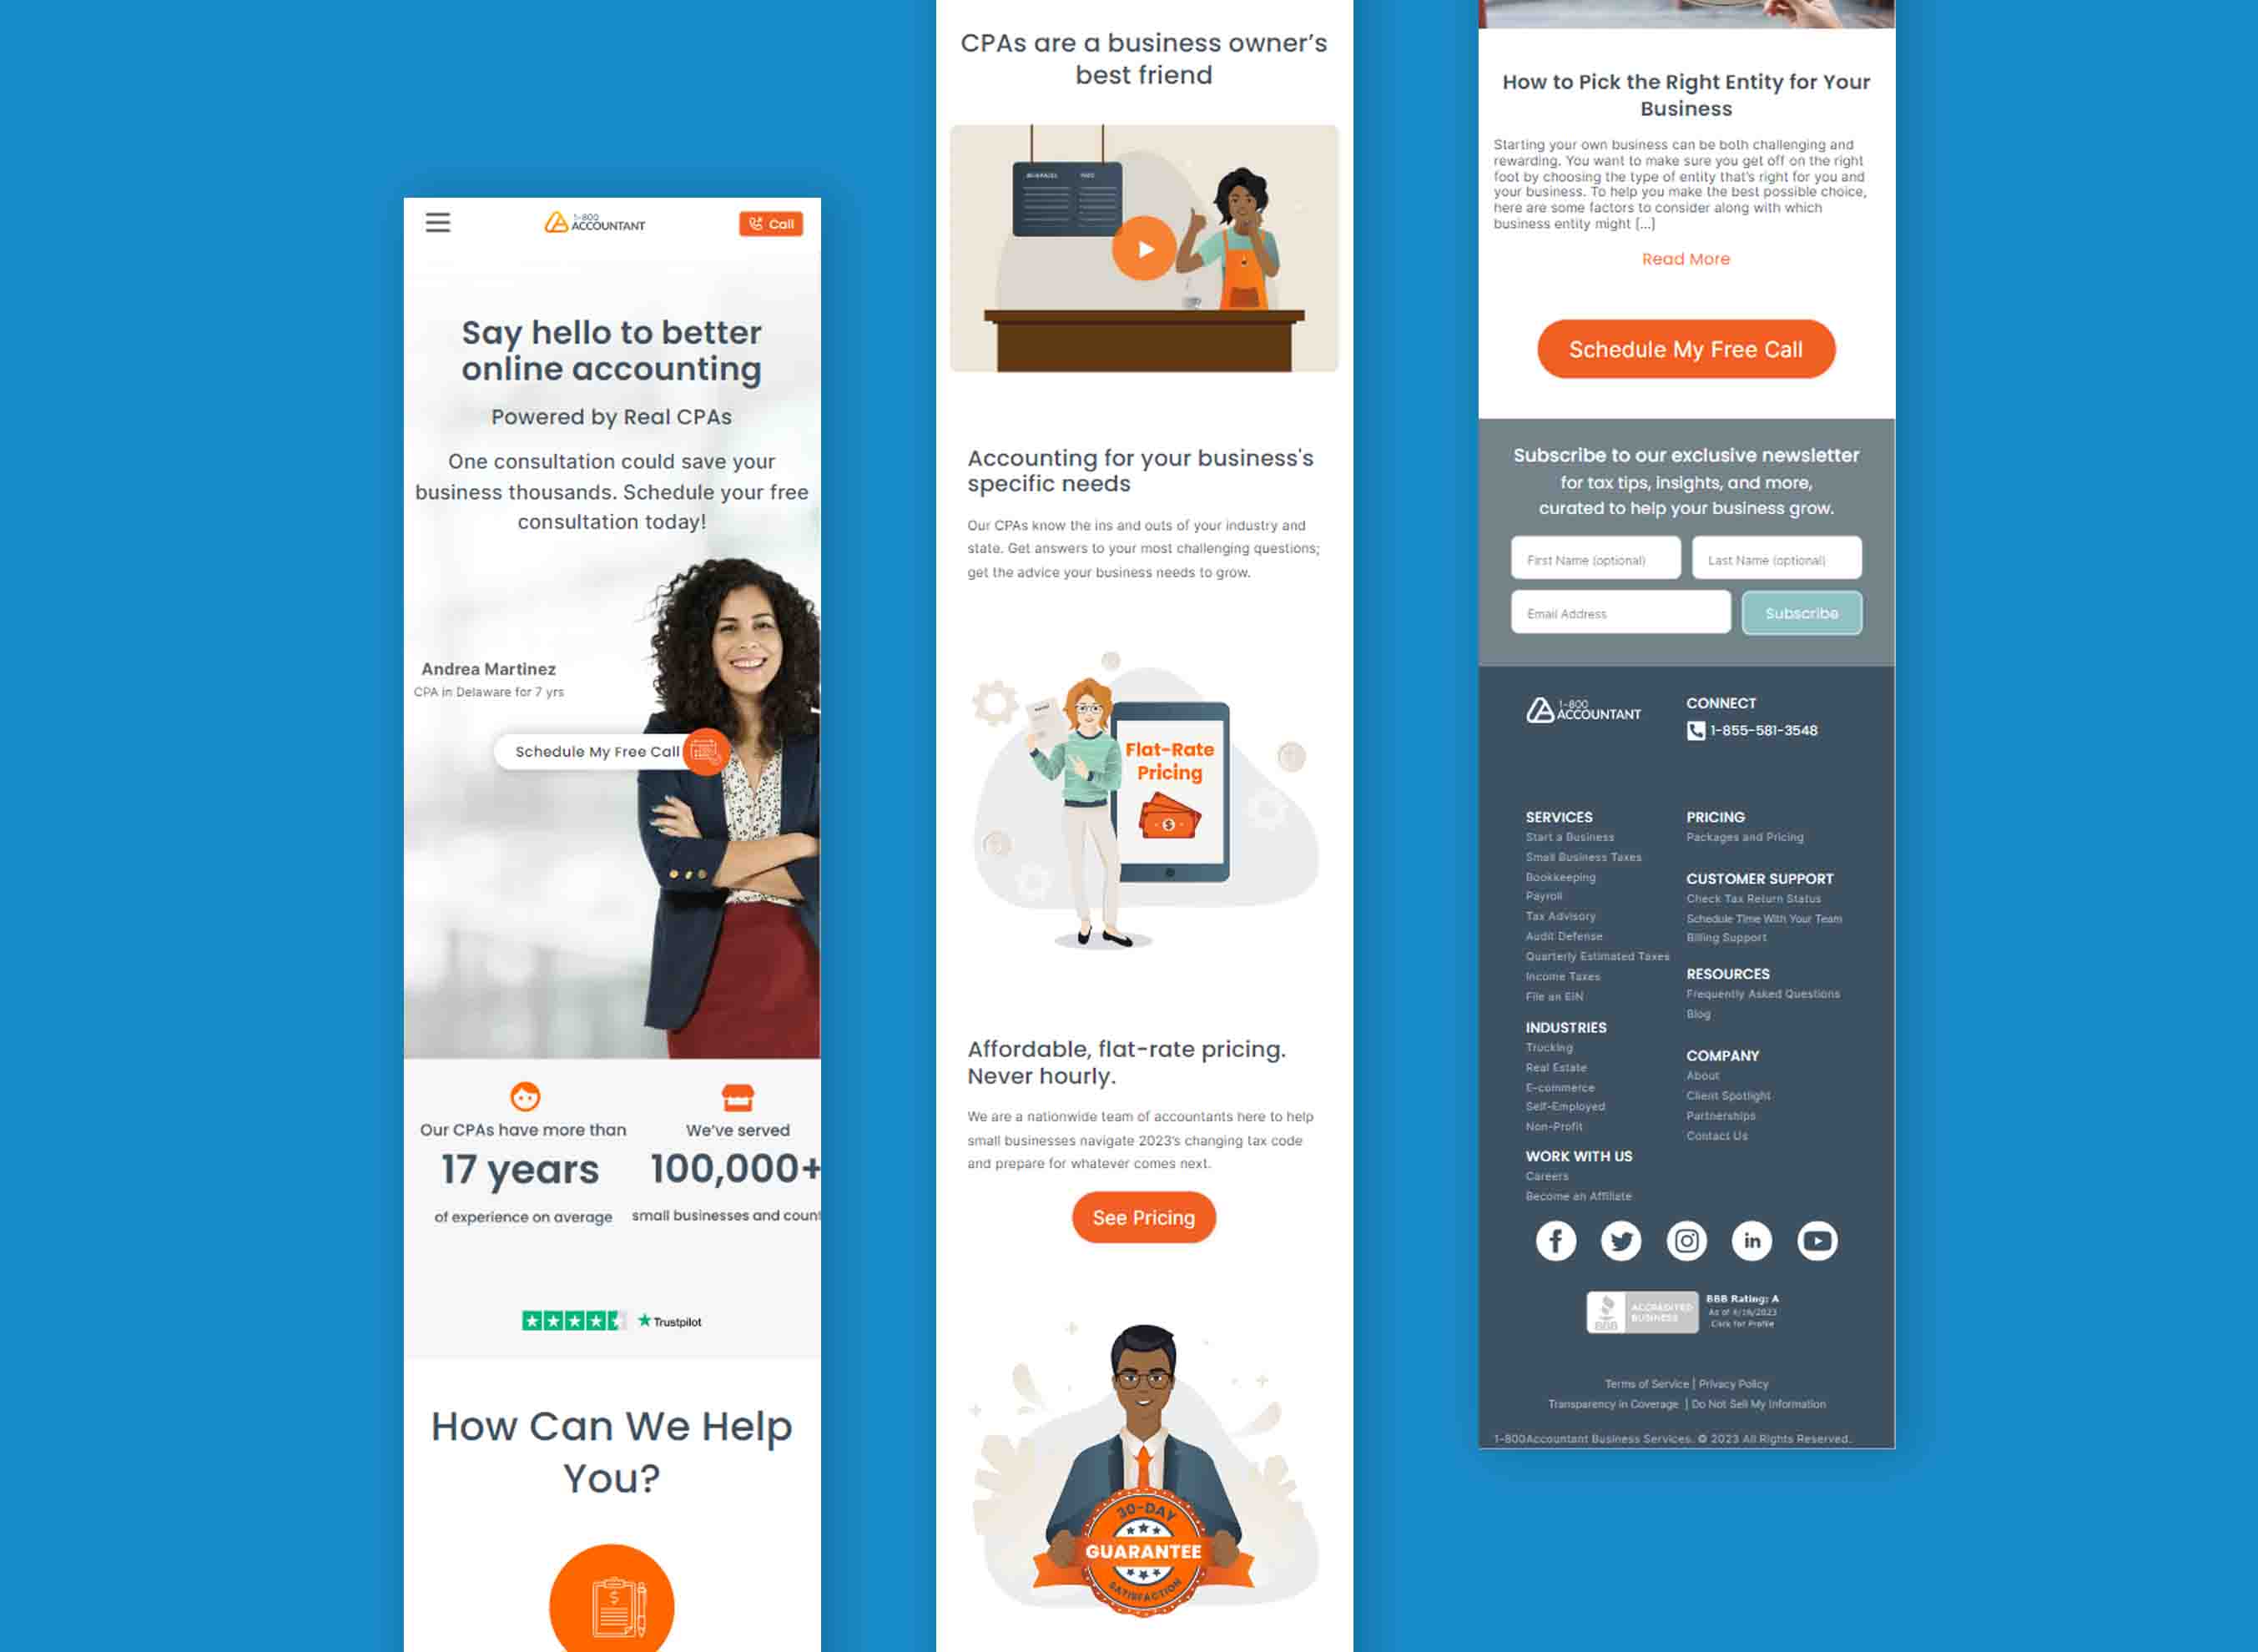 1-800
ACCOUNTANT
Call
Say hello to better
online accounting
Powered by Real CPAs
One consultation could save your
business thousands. Schedule your free
consultation today!
Andrea Martinez
CPA in Delaware for 7 yrs
Schedule My Free Call
Our CPAs have more than
17 years
of experience on average
We've served
100,000+
small businesses and count
Trustpilot
How Can We Help
You?
CPAs are a business owner's
best friend
BEVERAGES
Accounting for your business's
specific needs
Our CPAs know the ins and outs of your industry and
state. Get answers to your most challenging questions;
get the advice your business needs to grow.
Flat-Rate
Pricing
Affordable, flat-rate pricing.
Never hourly.
We are a nationwide team of accountants here to help
small businesses navigate 2023's changing tax code
and prepare for whatever comes next.
See Pricing
30-DAY
GUARANTEE
SATISFACTION
How to Pick the Right Entity for Your
Business
Starting your own business can be both challenging and
rewarding. You want to make sure you get off on the right
foot by choosing the type of entity that's right for you and
your business. To help you make the best possible choice,
here are some factors to consider along with which
business entity might [...]
Read More
Schedule My Free Call
Subscribe to our exclusive newsletter
for tax tips, insights, and more,
curated to help your business grow.
First Name (optional)
Last Name (optional)
Email Address
Subscribe
1-800
ACCOUNTANT
CONNECT
1-855-581-3548
SERVICES
Start a Business
Small Business Taxes
Bookkeeping
Payroll
Tax Advisory
Audit Defense
Quarterly Estimated Taxes
Income Taxes
File an EIN
INDUSTRIES
Trucking
Real Estate
E-commerce
Self-Employed
Non-Profit
WORK WITH US
Careers
Become an Affiliate
PRICING
Packages and Pricing
CUSTOMER SUPPORT
Check Tax Return Status
Schedule Time With Your Team
Billing Support
RESOURCES
Frequently Asked Questions
Blog
COMPANY
About
Client Spotlight
Partnerships
Contact Us
BBB
ACCREDITED
BUSINESS
BBB Rating: A
Click for Profile
Terms of Service | Privacy Policy
Transparency in Coverage | Do Not Sell My Information
1-800Accountant Business Services. © 2023 All Rights Reserved.